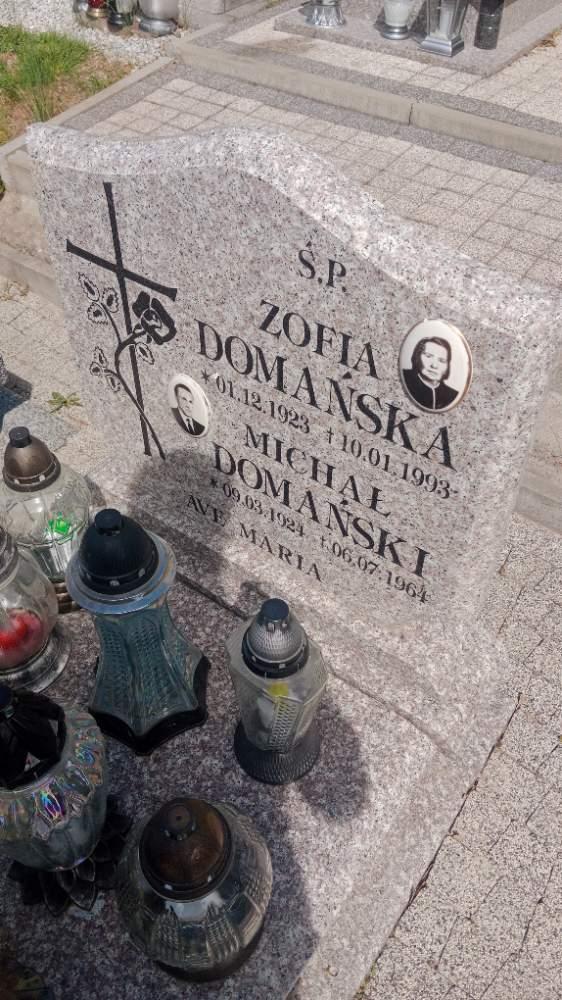 Ś.P.
ZOFIA
DOMAŃSKA
*01.12.1923 †10.01.1993
MICHAŁ
DOMAŃSKI
*09.03.1924 †06.07.1964
AVE MARIA